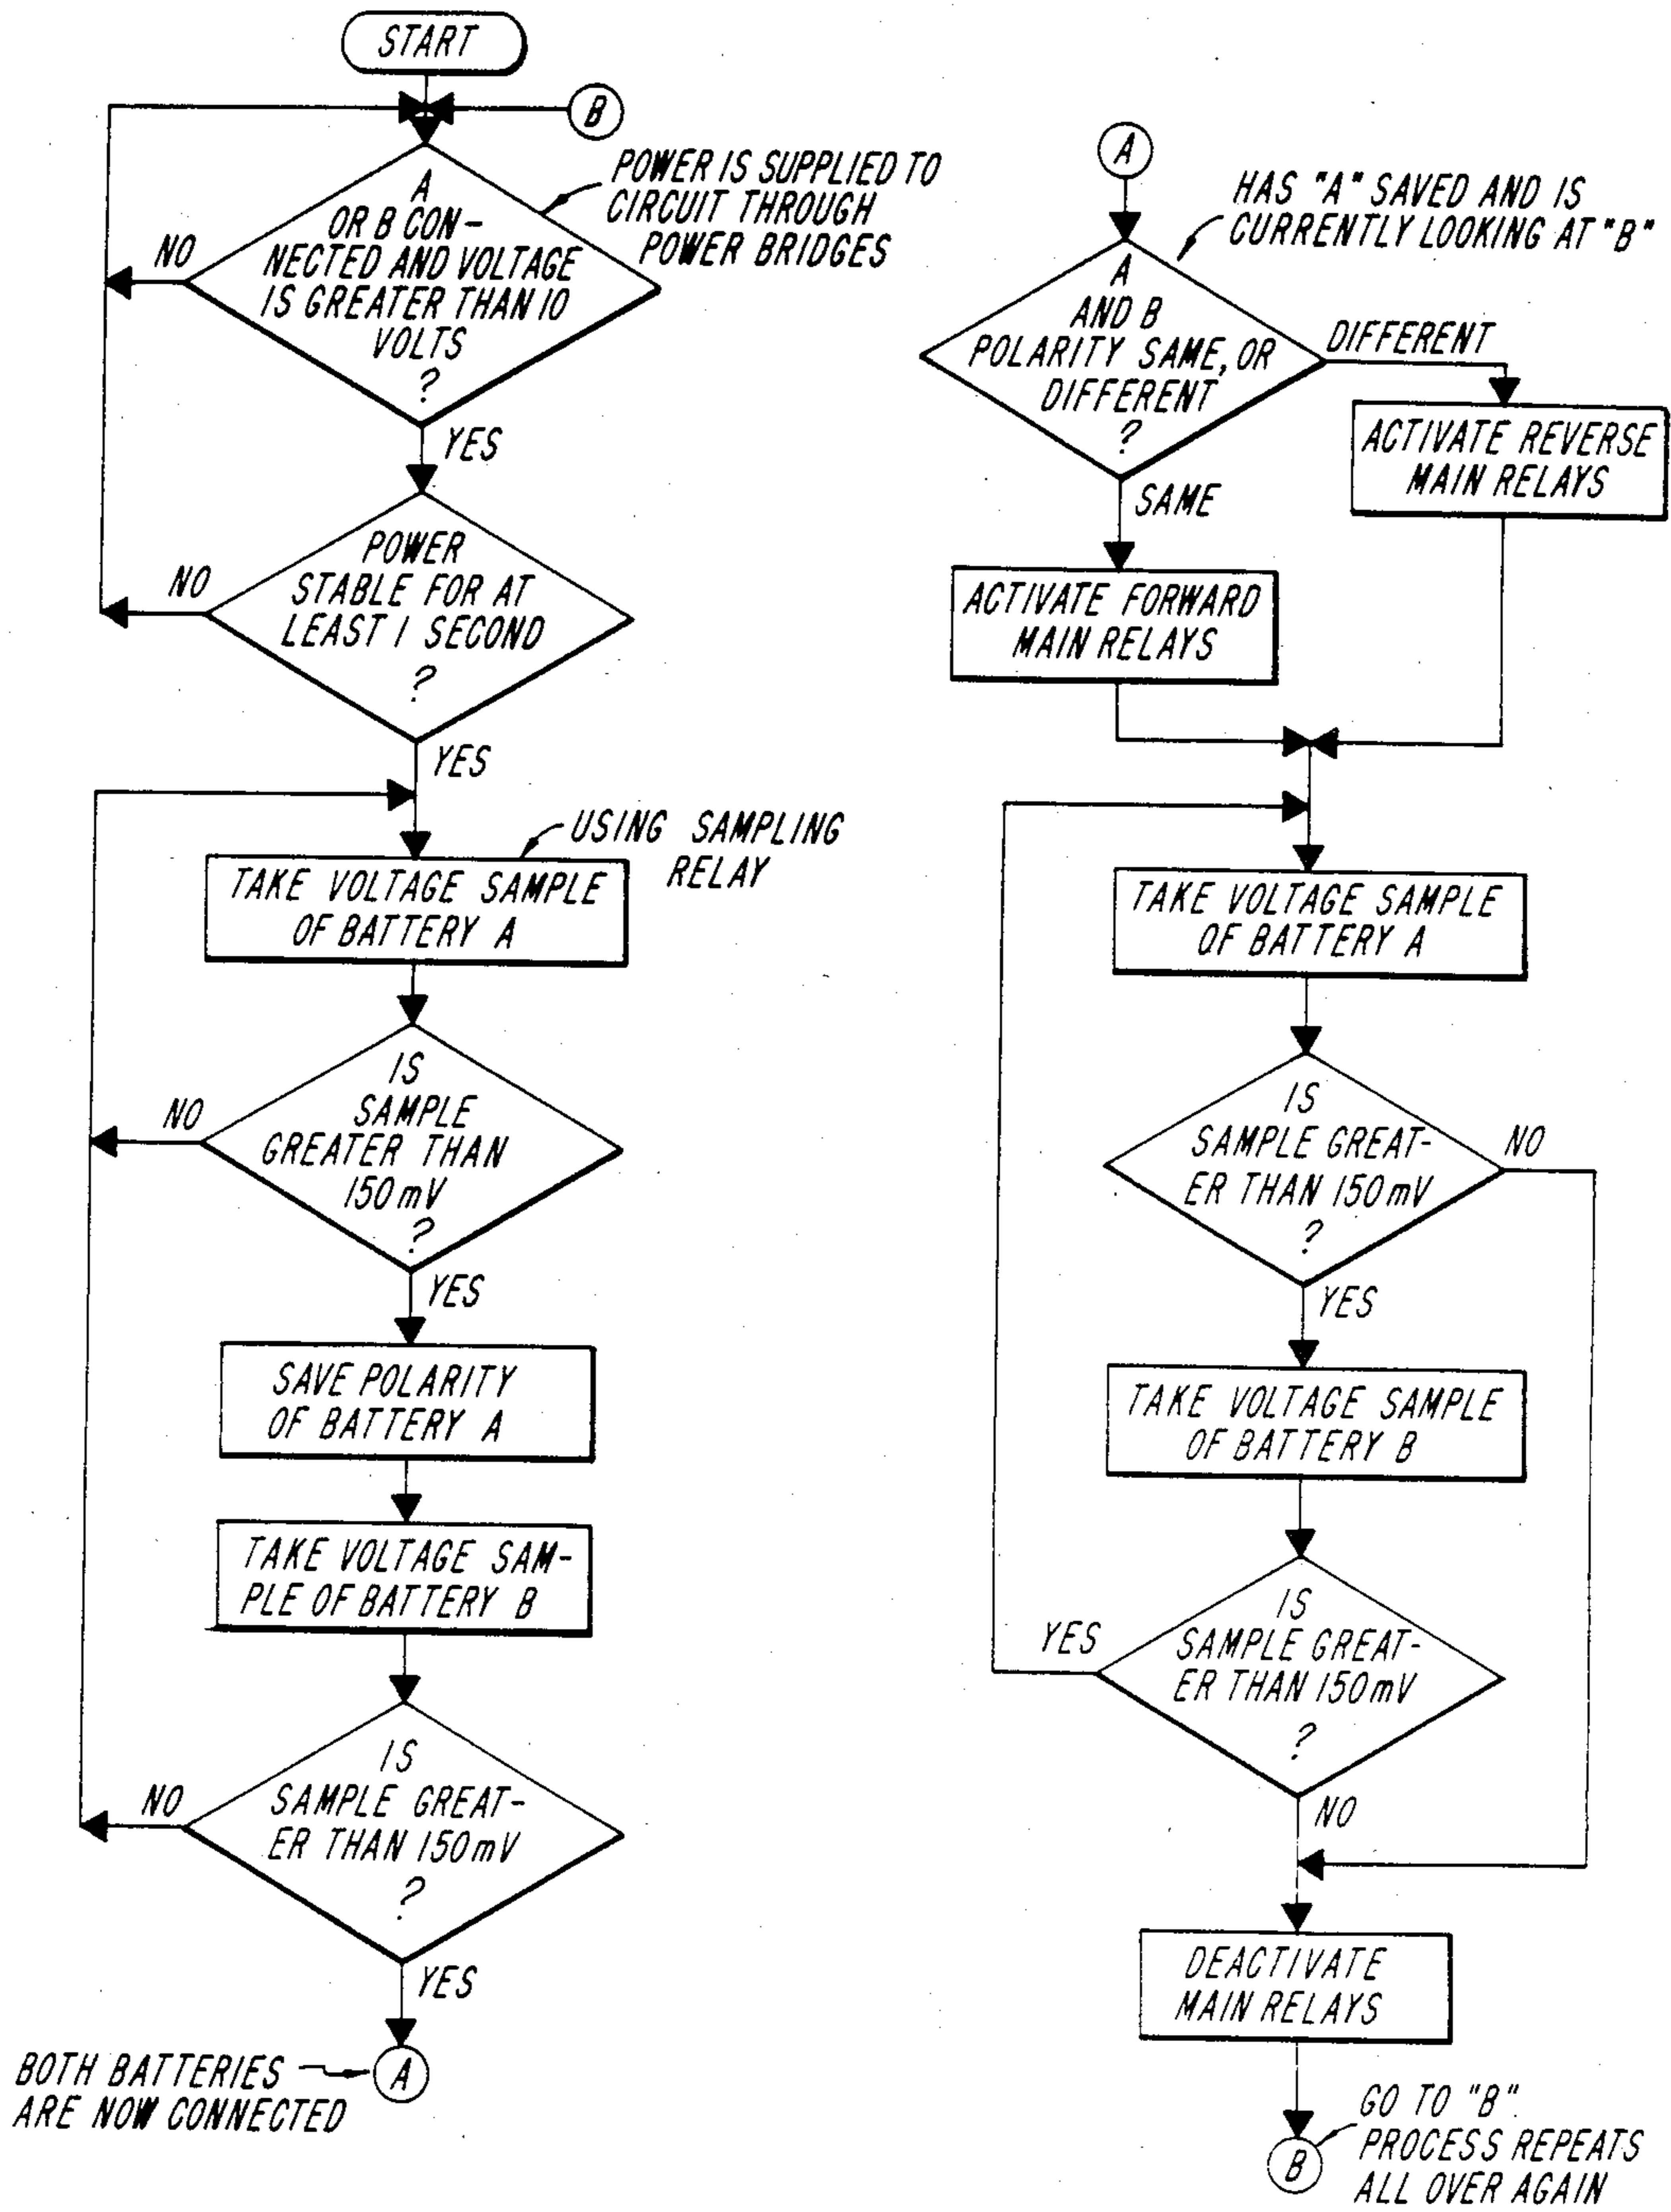 START
B
POWER IS SUPPLIED TO
CIRCUIT THROUGH
POWER BRIDGES
A
OR B CON-
NECTED AND VOLTAGE
IS GREATER THAN 10
VOLTS
?
NO
YES
POWER
STABLE FOR AT
LEAST 1 SECOND
?
NO
YES
USING SAMPLING
RELAY
TAKE VOLTAGE SAMPLE
OF BATTERY A
IS
SAMPLE
GREATER THAN
150mV
?
NO
YES
SAVE POLARITY
OF BATTERY A
TAKE VOLTAGE SAM-
PLE OF BATTERY B
IS
SAMPLE GREAT-
ER THAN 150mV
?
NO
YES
A
BOTH BATTERIES
ARE NOW CONNECTED
A
HAS "A" SAVED AND IS
CURRENTLY LOOKING AT "B"
A
AND B
POLARITY SAME, OR
DIFFERENT
?
DIFFERENT
SAME
ACTIVATE REVERSE
MAIN RELAYS
ACTIVATE FORWARD
MAIN RELAYS
TAKE VOLTAGE SAMPLE
OF BATTERY A
IS
SAMPLE GREAT-
ER THAN 150mV
?
NO
YES
TAKE VOLTAGE SAMPLE
OF BATTERY B
IS
SAMPLE GREAT-
ER THAN 150mV
?
YES
NO
DEACTIVATE
MAIN RELAYS
B
GO TO "B".
PROCESS REPEATS
ALL OVER AGAIN